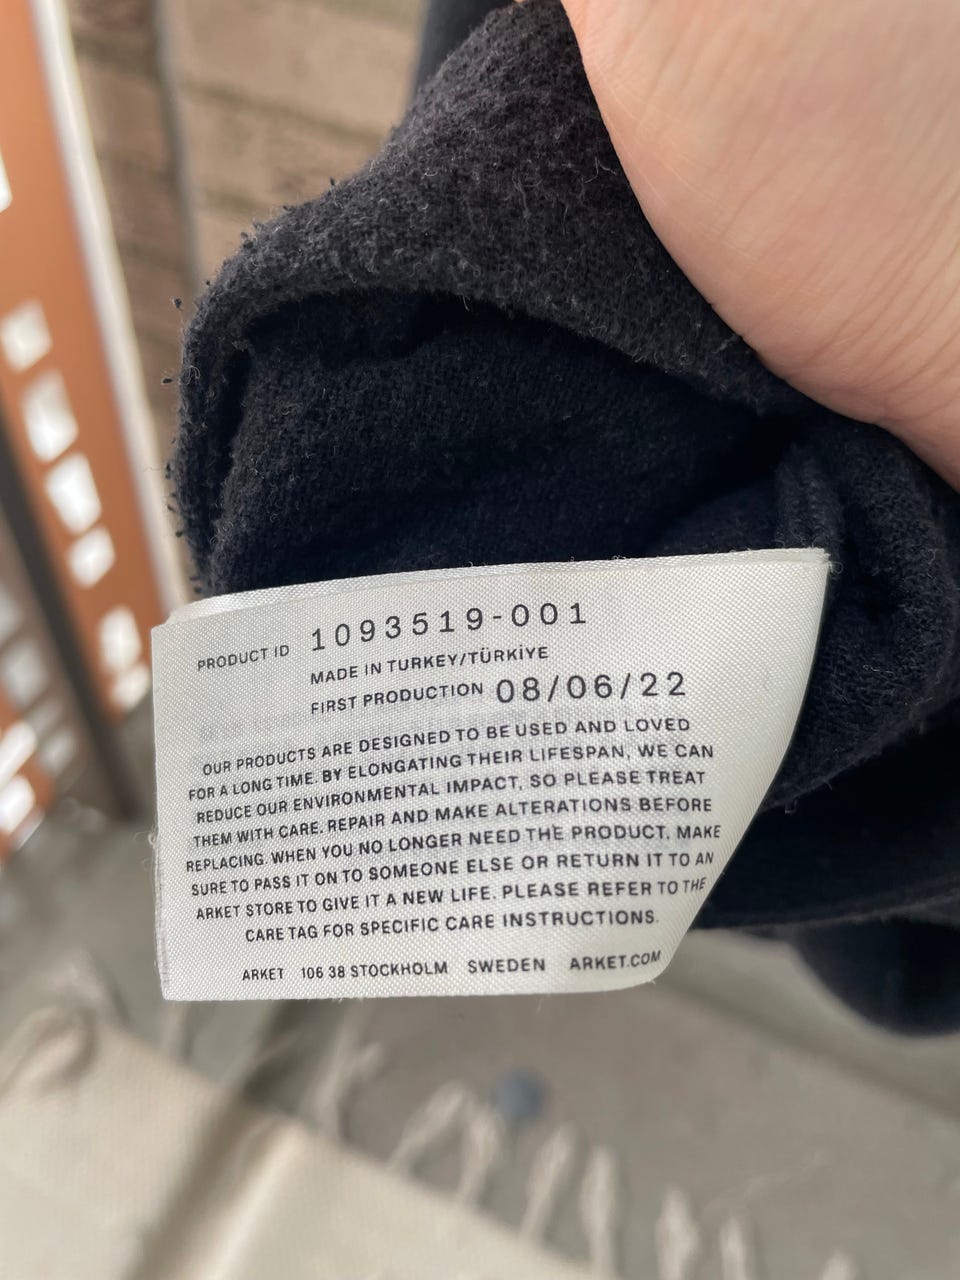 PRODUCT ID 1093519-001
MADE IN TURKEY/TÜRKİYE
FIRST PRODUCTION 08/06/22
OUR PRODUCTS ARE DESIGNED TO BE USED AND LOVED
FOR A LONG TIME. BY ELONGATING THEIR LIFESPAN, WE CAN
REDUCE OUR ENVIRONMENTAL IMPACT, SO PLEASE TREAT
THEM WITH CARE. REPAIR AND MAKE ALTERATIONS BEFORE
REPLACING. WHEN YOU NO LONGER NEED THE PRODUCT, MAKE
SURE TO PASS IT ON TO SOMEONE ELSE OR RETURN IT TO AN
ARKET STORE TO GIVE IT A NEW LIFE. PLEASE REFER TO THE
CARE TAG FOR SPECIFIC CARE INSTRUCTIONS.
ARKET 106 38 STOCKHOLM SWEDEN ARKET.COM